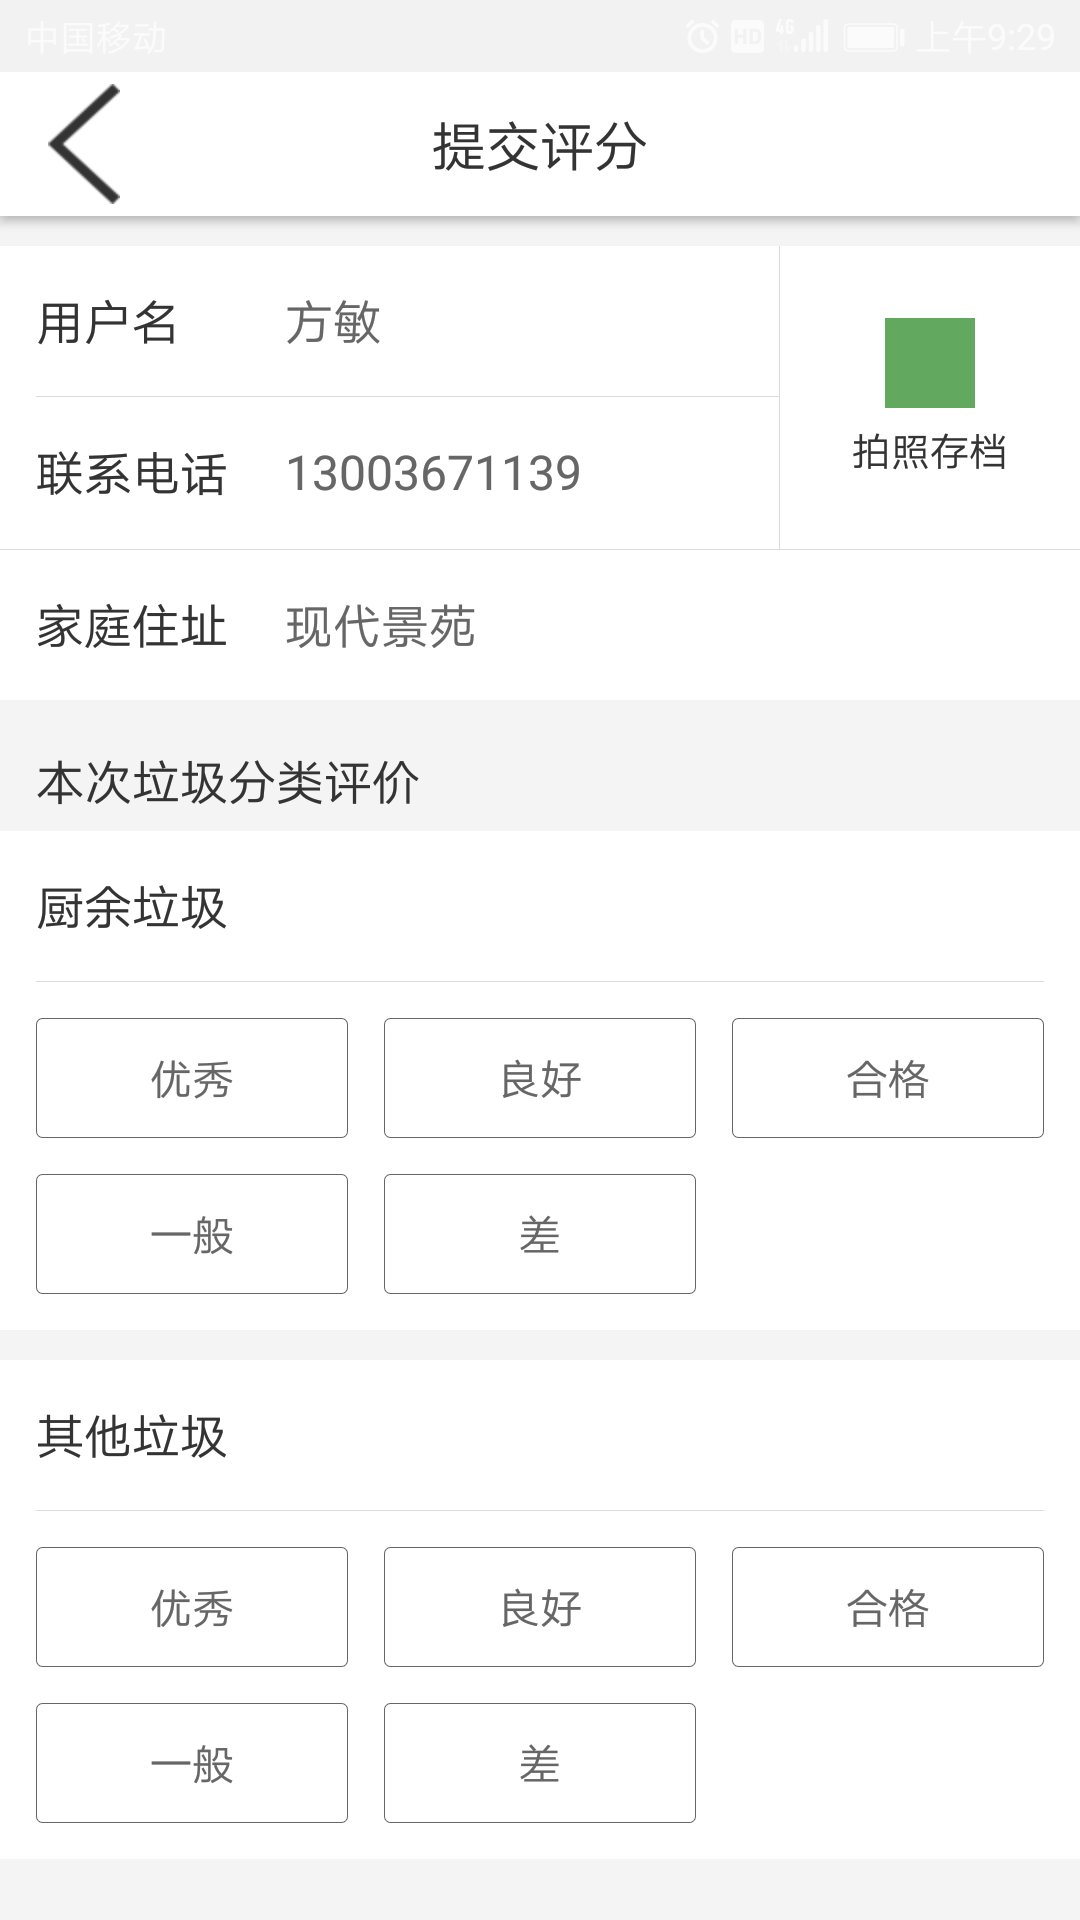 中国移动 HD 4G 上午9:29
提交评分
用户名 方敏
联系电话 13003671139
拍照存档
家庭住址 现代景苑
本次垃圾分类评价
厨余垃圾
优秀 良好 合格
一般 差
其他垃圾
优秀 良好 合格
一般 差